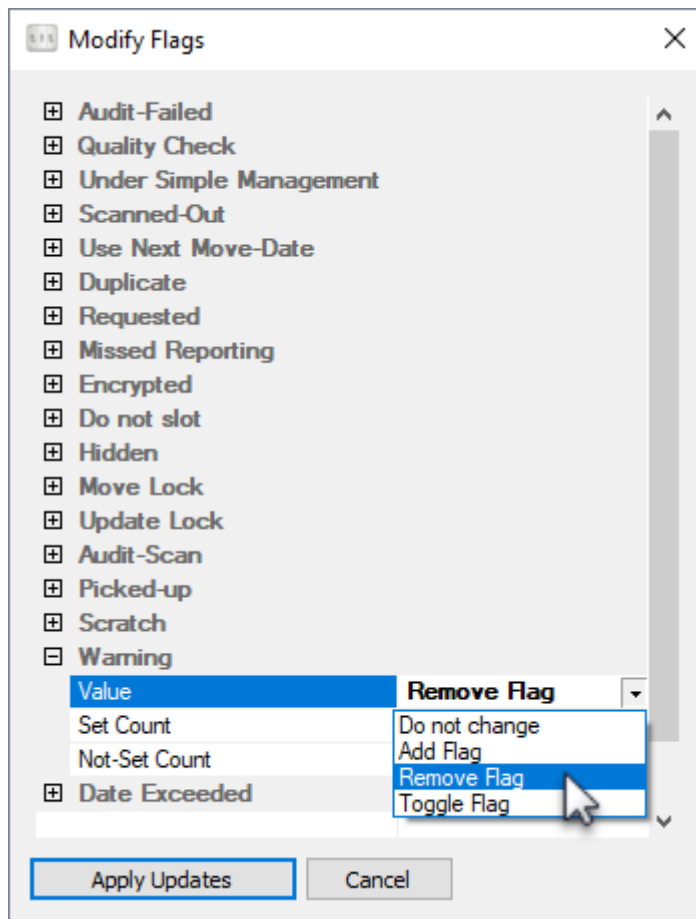 Modify Flags
Audit-Failed
Quality Check
Under Simple Management
Scanned-Out
Use Next Move-Date
Duplicate
Requested
Missed Reporting
Encrypted
Do not slot
Hidden
Move Lock
Update Lock
Audit-Scan
Picked-up
Scratch
Warning
Value Remove Flag
Set Count Do not change
Add Flag
Not-Set Count Remove Flag
Date Exceeded Toggle Flag
Apply Updates Cancel